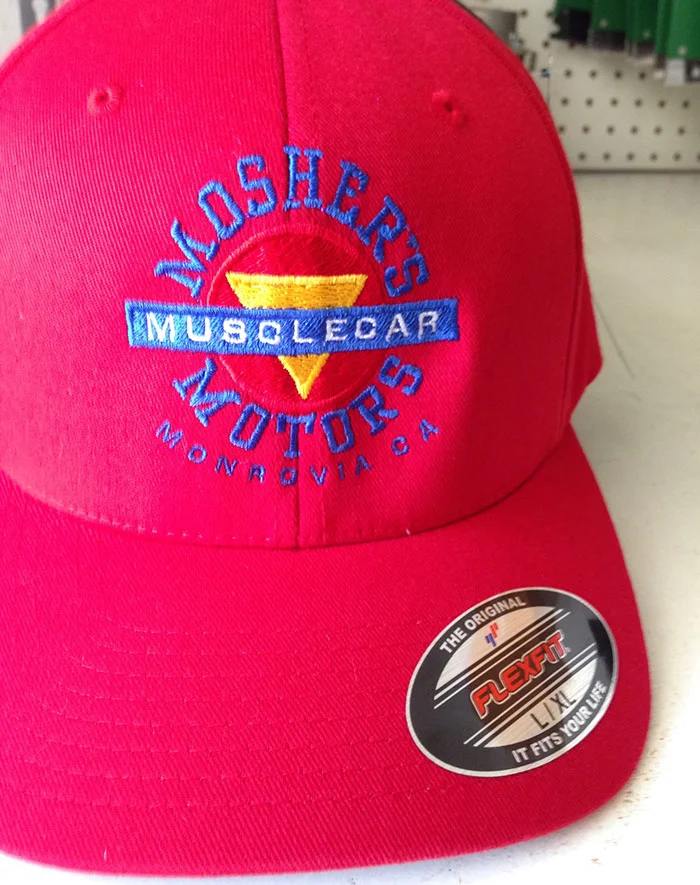 MOSHER'S
MUSCLECAR
MOTORS
MONROVIA CA
THE ORIGINAL
FLEXFIT
L/XL
IT FITS YOUR LIFE